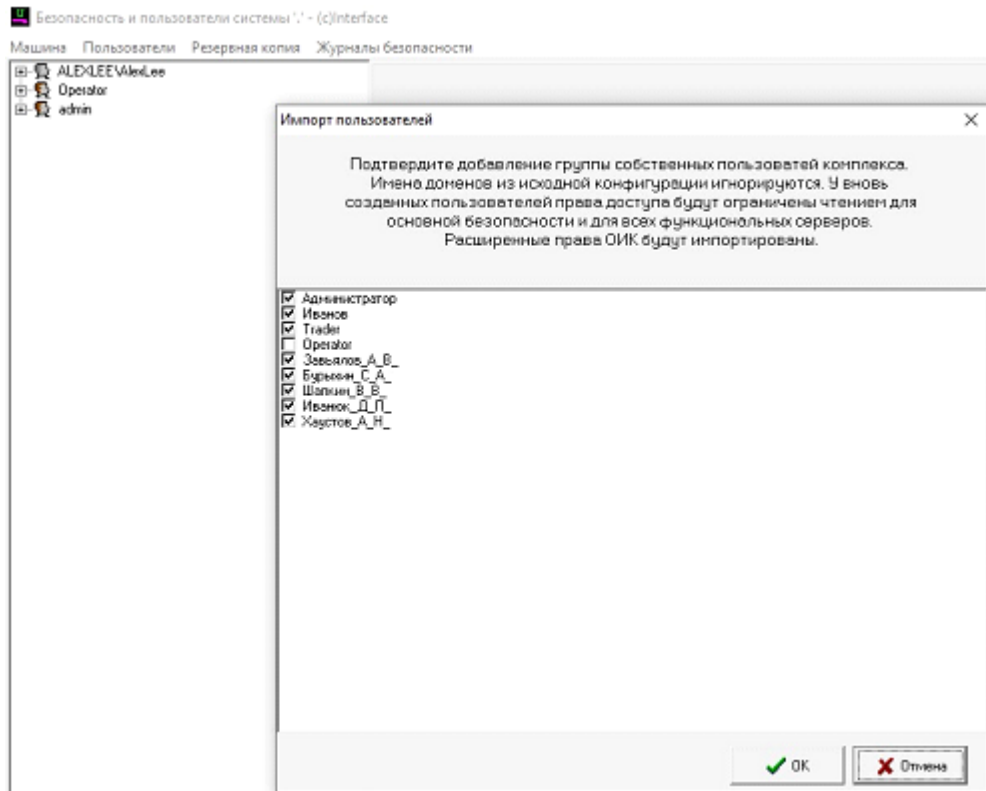 Безопасность и пользователи системы '.' - (c)Interface
Машина Пользователи Резервная копия Журналы безопасности
ALEXLEE\AlexLee
Operator
admin
Импорт пользователей
Подтвердите добавление группы собственных пользоватей комплекса.
Имена доменов из исходной конфигурации игнорируются. У вновь
созданных пользователей права доступа будут ограничены чтением для
основной безопасности и для всех функциональных серверов.
Расширенные права ОИК будут импортированы.
Администратор
Иванов
Trader
Operator
Завьялов_А_В_
Бурыкин_С_А_
Шапкин_В_В_
Иванюк_Д_П_
Хаустов_А_Н_
OK
Отмена